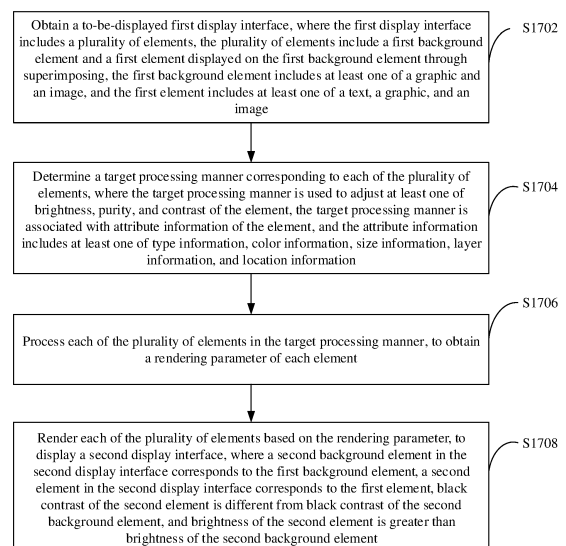 Obtain a to-be-displayed first display interface, where the first display interface
includes a plurality of elements, the plurality of elements include a first background
element and a first element displayed on the first background element through
superimposing, the first background element includes at least one of a graphic and
an image, and the first element includes at least one of a text, a graphic, and an
image
S1702
Determine a target processing manner corresponding to each of the plurality of
elements, where the target processing manner is used to adjust at least one of
brightness, purity, and contrast of the element, the target processing manner is
associated with attribute information of the element, and the attribute information
includes at least one of type information, color information, size information, layer
information, and location information
S1704
Process each of the plurality of elements in the target processing manner, to obtain
a rendering parameter of each element
S1706
Render each of the plurality of elements based on the rendering parameter, to
display a second display interface, where a second background element in the
second display interface corresponds to the first background element, a second
element in the second display interface corresponds to the first element, black
contrast of the second element is different from black contrast of the second
background element, and brightness of the second element is greater than
brightness of the second background element
S1708